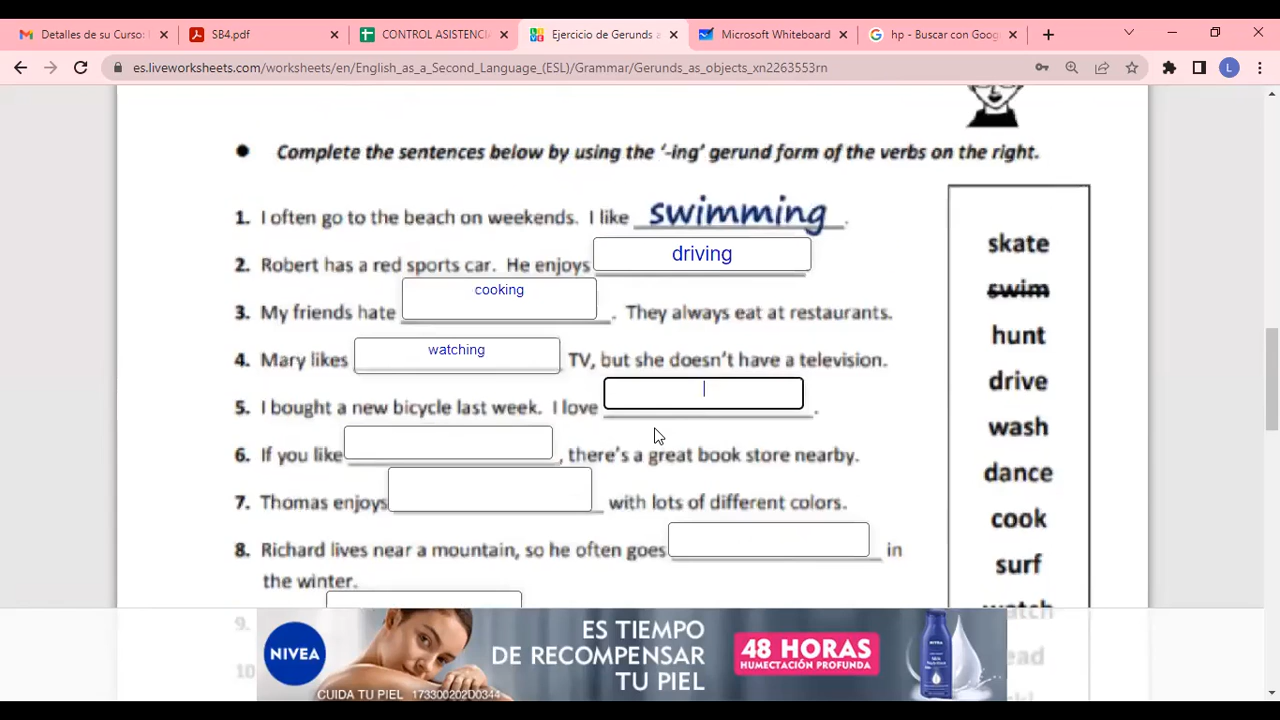 Detalles de su Curso:
SB4.pdf
CONTROL ASISTENCIA
Ejercicio de Gerunds a
Microsoft Whiteboard
hp - Buscar con Goog
es.liveworksheets.com/worksheets/en/English_as_a_Second_Language_(ESL)/Grammar/Gerunds_as_objects_xn2263553rn
L
Complete the sentences below by using the '-ing' gerund form of the verbs on the right.
1. I often go to the beach on weekends. I like swimming.
2. Robert has a red sports car. He enjoys driving
3. My friends hate cooking. They always eat at restaurants.
4. Mary likes watching TV, but she doesn't have a television.
5. I bought a new bicycle last week. I love .
6. If you like , there's a great book store nearby.
7. Thomas enjoys with lots of different colors.
8. Richard lives near a mountain, so he often goes in
the winter.
9.
10
skate
swim
hunt
drive
wash
dance
cook
surf
watch
NIVEA
ES TIEMPO
DE RECOMPENSAR
TU PIEL
48 HORAS
HUMECTACIÓN PROFUNDA
NIVEA
CUIDA TU PIEL 173300202D00344